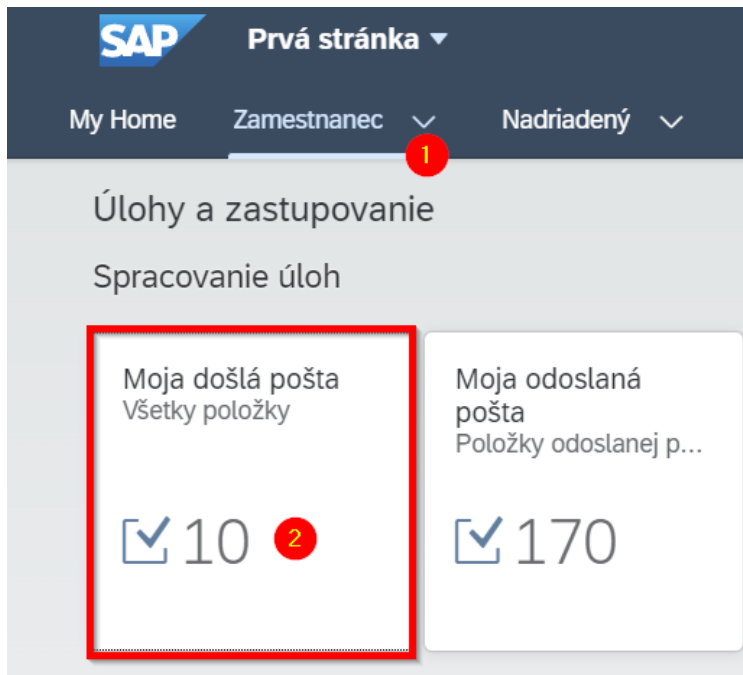 SAP Prvá stránka
My Home Zamestnanec Nadriadený
1
Úlohy a zastupovanie
Spracovanie úloh
Moja došlá pošta
Všetky položky
10 2
Moja odoslaná
pošta
Položky odoslanej p...
170